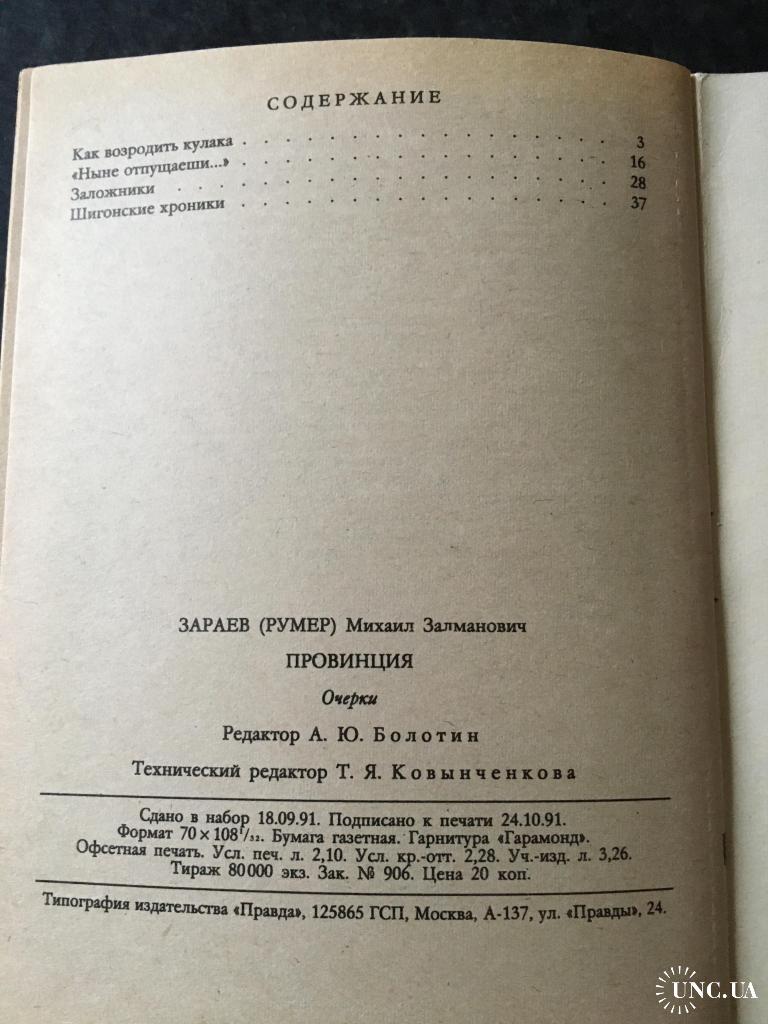 СОДЕРЖАНИЕ
Как возродить кулака . . . . . . . . . . . . . . . . 3
«Ныне отпущаеши...» . . . . . . . . . . . . . . . . 16
Заложники . . . . . . . . . . . . . . . . . . 28
Шигонские хроники . . . . . . . . . . . . . . . . 37
ЗАРАЕВ (РУМЕР) Михаил Залманович
ПРОВИНЦИЯ
Очерки
Редактор А. Ю. Болотин
Технический редактор Т. Я. Ковынченкова
Сдано в набор 18.09.91. Подписано к печати 24.10.91.
Формат 70×108¹/₃₂. Бумага газетная. Гарнитура «Гарамонд».
Офсетная печать. Усл. печ. л. 2,10. Усл. кр.-отт. 2,28. Уч.-изд. л. 3,26.
Тираж 80000 экз. Зак. № 906. Цена 20 коп.
Типография издательства «Правда», 125865 ГСП, Москва, А-137, ул. «Правды», 24.
UNC.UA